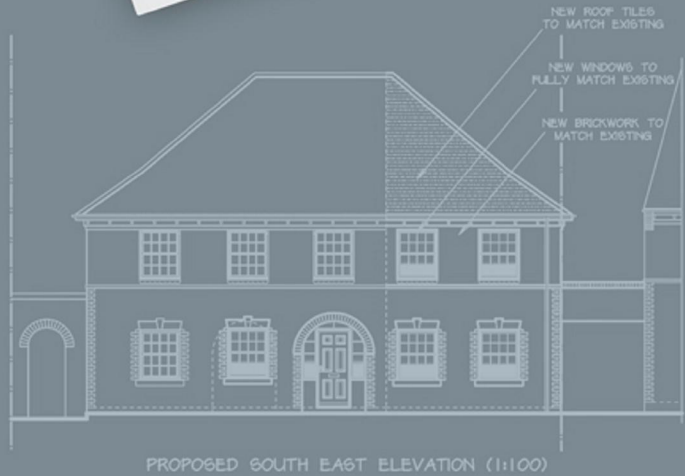 NEW ROOF TILES
TO MATCH EXISTING
NEW WINDOWS TO
FULLY MATCH EXISTING
NEW BRICKWORK TO
MATCH EXISTING
PROPOSED SOUTH EAST ELEVATION (1:100)